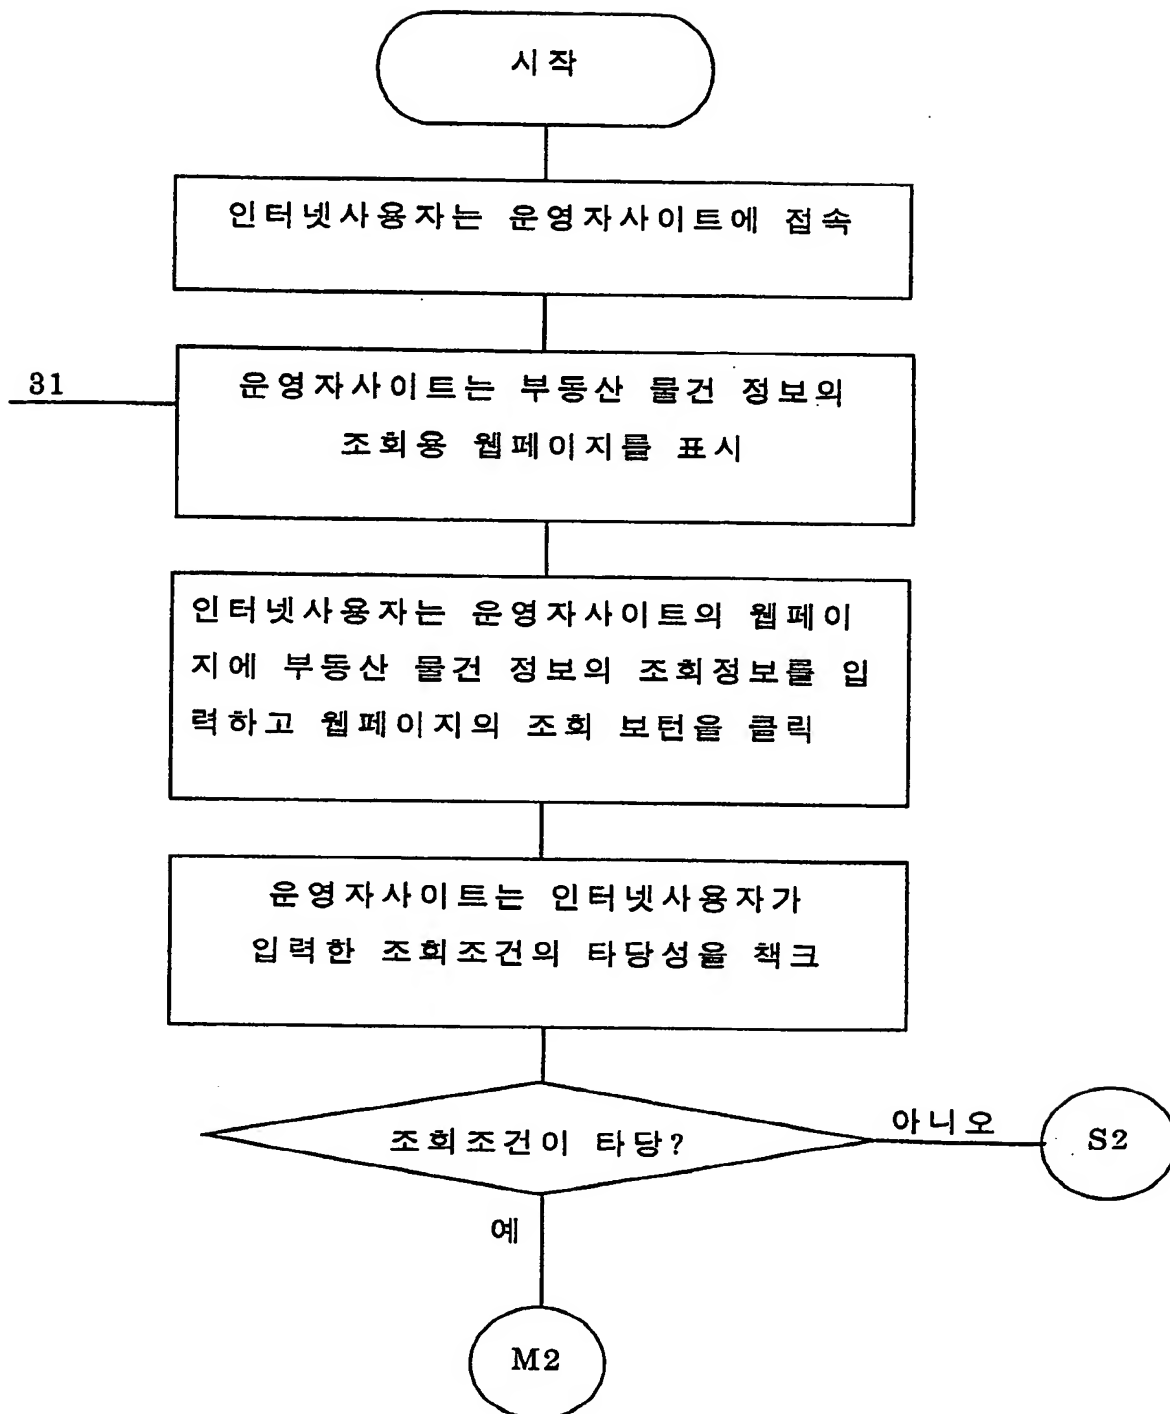 시작
인터넷사용자는 운영자사이트에 접속
31
운영자사이트는 부동산 물건 정보의
조회용 웹페이지를 표시
인터넷사용자는 운영자사이트의 웹페이
지에 부동산 물건 정보의 조회정보를 입
력하고 웹페이지의 조회 보턴을 클릭
운영자사이트는 인터넷사용자가
입력한 조회조건의 타당성을 책크
조회조건이 타당?
아니오
S2
예
M2